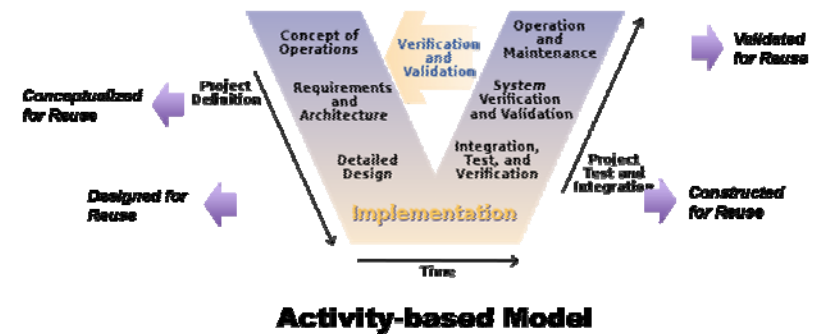 Concept of
Operations
Verification
and
Validation
Operation
and
Maintenance
Validated
for Reuse
Project
Definition
Requirements
and
Architecture
System
Verification
and Validation
Conceptualized
for Reuse
Detailed
Design
Integration,
Test, and
Verification
Project
Test and
Integration
Designed for
Reuse
Constructed
for Reuse
Implementation
Time
Activity-based Model